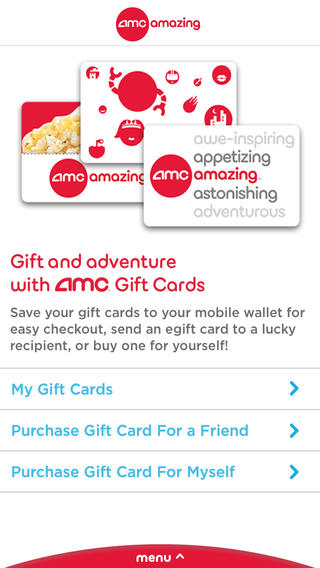 amc amazing
amc amazing
awe-inspiring
appetizing
amc amazing
astonishing
adventurous
Gift and adventure
with amc Gift Cards
Save your gift cards to your mobile wallet for
easy checkout, send an egift card to a lucky
recipient, or buy one for yourself!
My Gift Cards
Purchase Gift Card For a Friend
Purchase Gift Card For Myself
menu